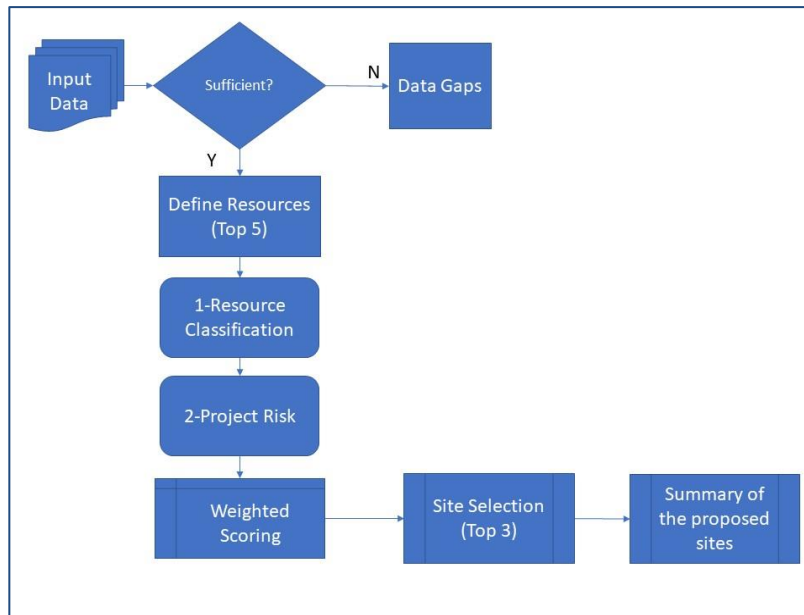 Input
Data
Sufficient?
N
Data Gaps
Y
Define Resources
(Top 5)
1-Resource
Classification
2-Project Risk
Weighted
Scoring
Site Selection
(Top 3)
Summary of
the proposed
sites